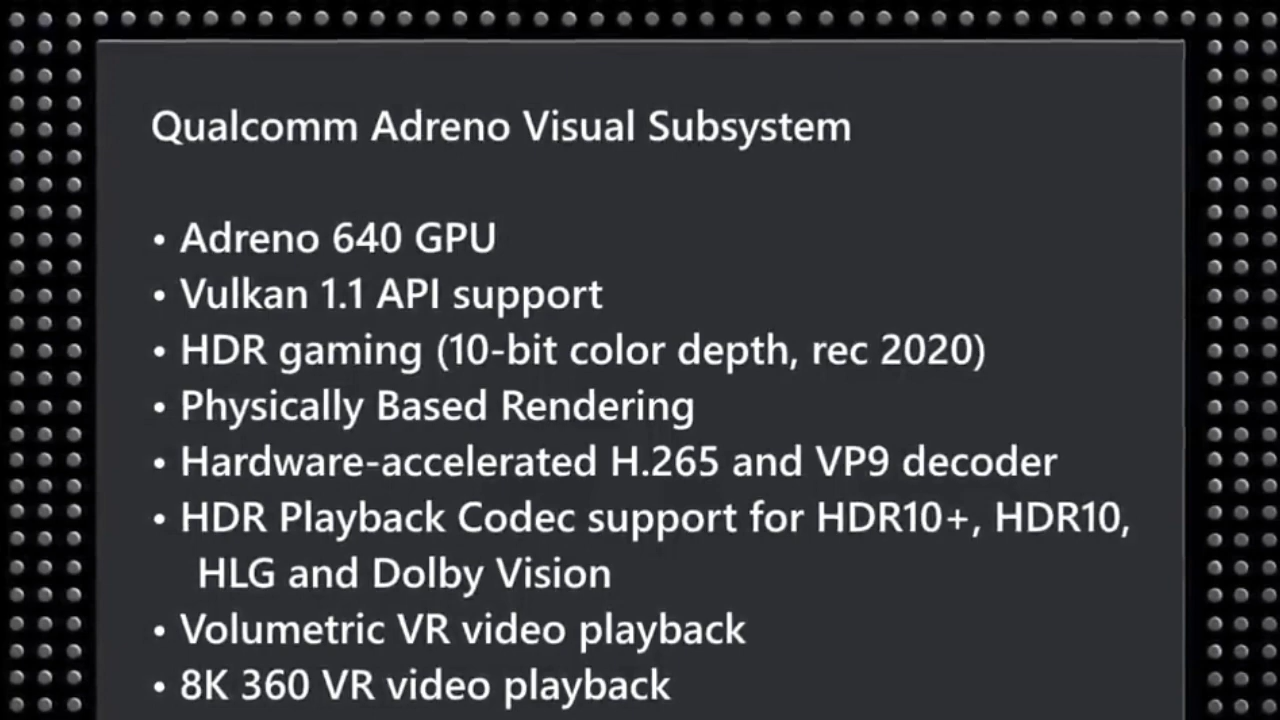 Qualcomm Adreno Visual Subsystem
• Adreno 640 GPU
• Vulkan 1.1 API support
• HDR gaming (10-bit color depth, rec 2020)
• Physically Based Rendering
• Hardware-accelerated H.265 and VP9 decoder
• HDR Playback Codec support for HDR10+, HDR10,
HLG and Dolby Vision
• Volumetric VR video playback
• 8K 360 VR video playback